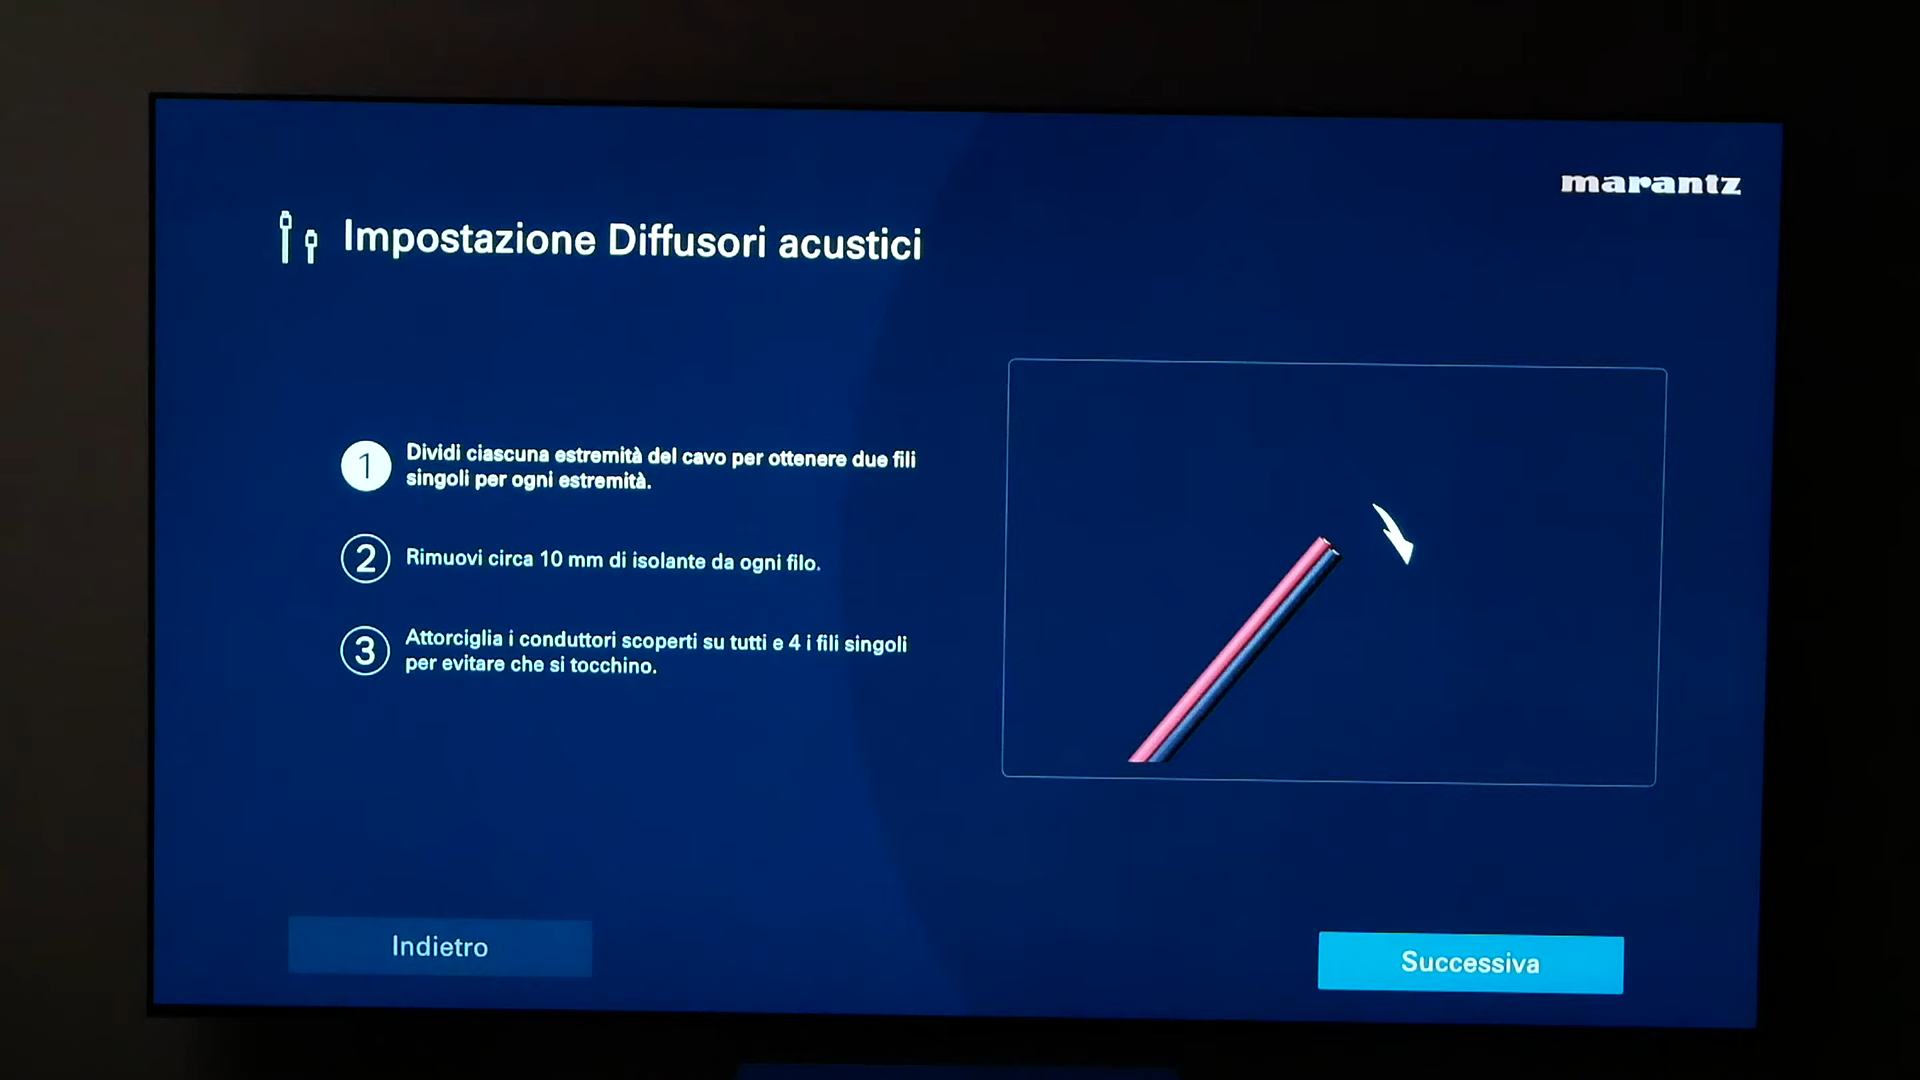 marantz
Impostazione Diffusori acustici
1 Dividi ciascuna estremità del cavo per ottenere due fili
singoli per ogni estremità.
2 Rimuovi circa 10 mm di isolante da ogni filo.
3 Attorciglia i conduttori scoperti su tutti e 4 i fili singoli
per evitare che si tocchino.
Indietro
Successiva